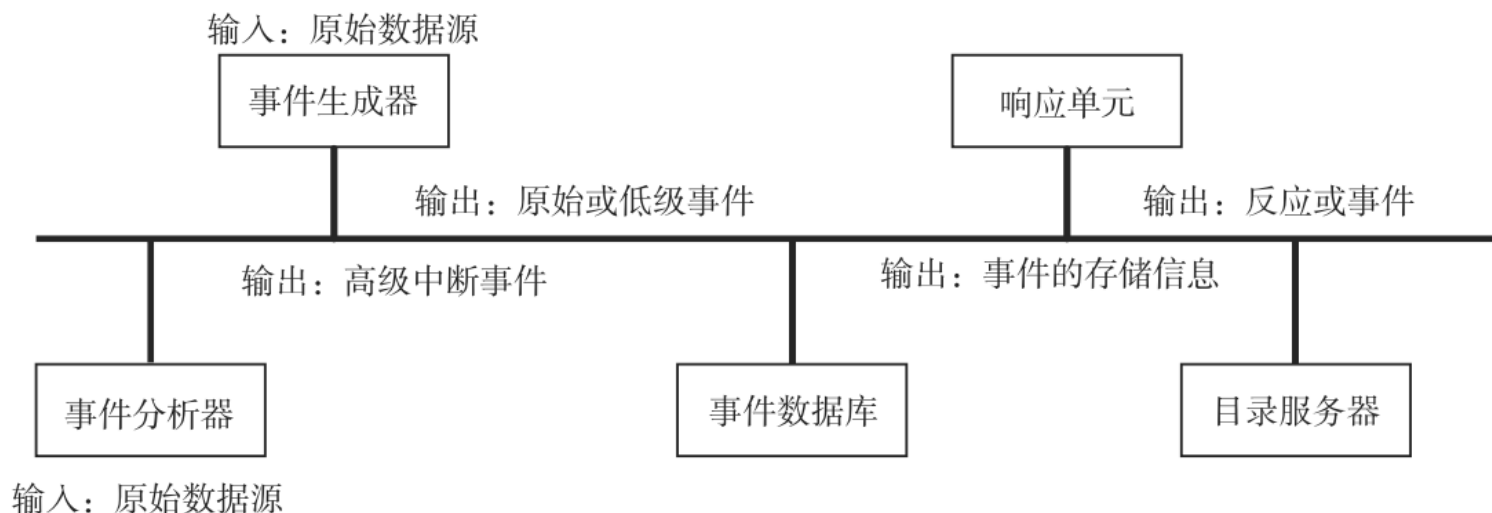 输入：原始数据源
事件生成器
响应单元
输出：原始或低级事件
输出：反应或事件
输出：高级中断事件
输出：事件的存储信息
事件分析器
事件数据库
目录服务器
输入：原始数据源